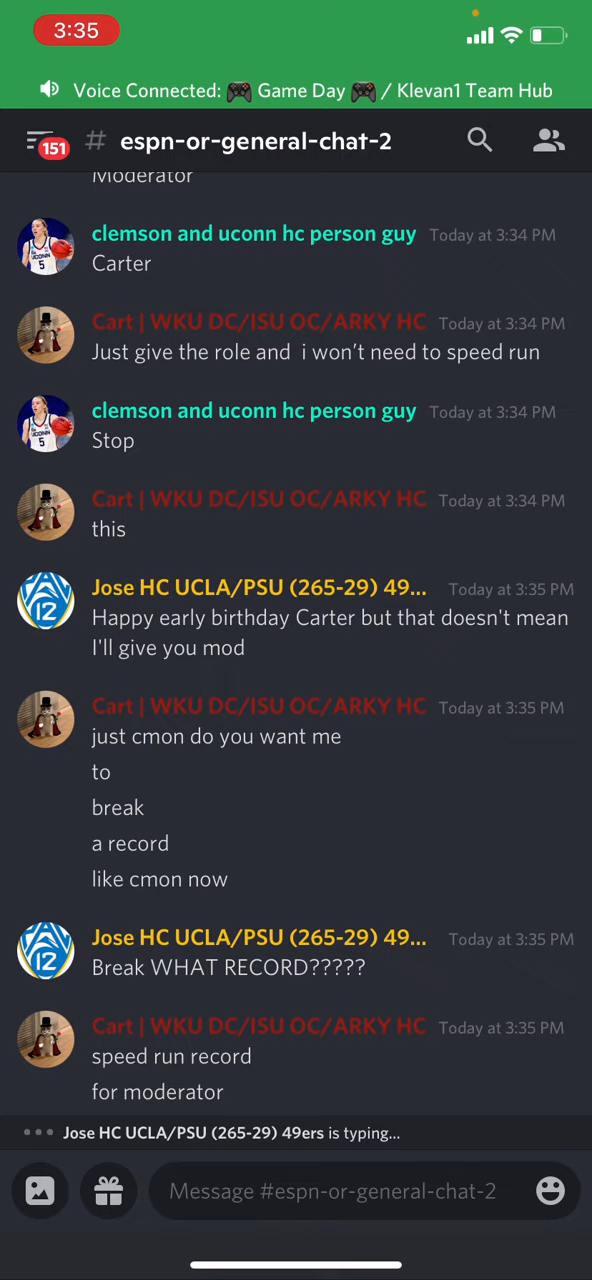 3:35
Voice Connected: 🎮 Game Day 🎮 / Klevan1 Team Hub
151
# espn-or-general-chat-2
Moderator
clemson and uconn hc person guy Today at 3:34 PM
Carter
Cart | WKU DC/ISU OC/ARKY HC Today at 3:34 PM
Just give the role and i won't need to speed run
clemson and uconn hc person guy Today at 3:34 PM
Stop
Cart | WKU DC/ISU OC/ARKY HC Today at 3:34 PM
this
Jose HC UCLA/PSU (265-29) 49... Today at 3:35 PM
Happy early birthday Carter but that doesn't mean
I'll give you mod
Cart | WKU DC/ISU OC/ARKY HC Today at 3:35 PM
just cmon do you want me
to
break
a record
like cmon now
Jose HC UCLA/PSU (265-29) 49... Today at 3:35 PM
Break WHAT RECORD?????
Cart | WKU DC/ISU OC/ARKY HC Today at 3:35 PM
speed run record
for moderator
Jose HC UCLA/PSU (265-29) 49ers is typing...
Message #espn-or-general-chat-2